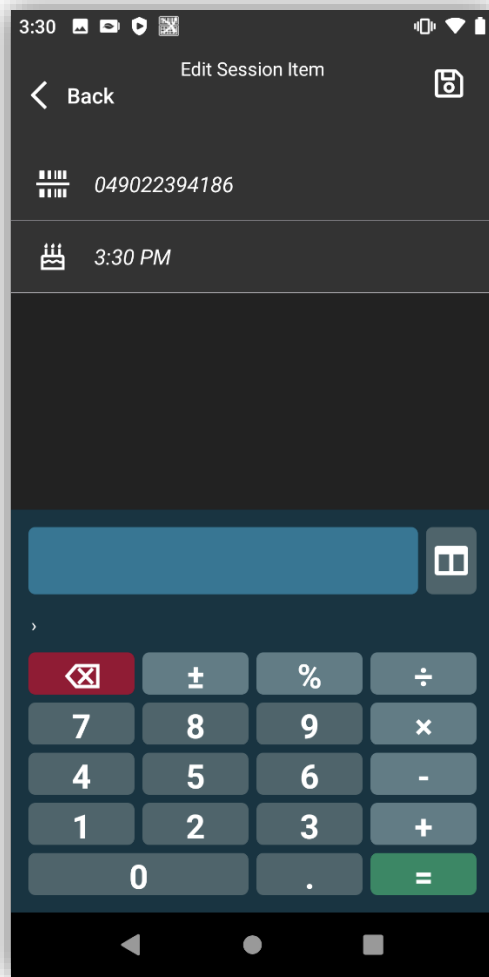 3:30
Edit Session Item
Back
049022394186
3:30 PM
›
± % ÷
7 8 9 ×
4 5 6 -
1 2 3 +
0 . =